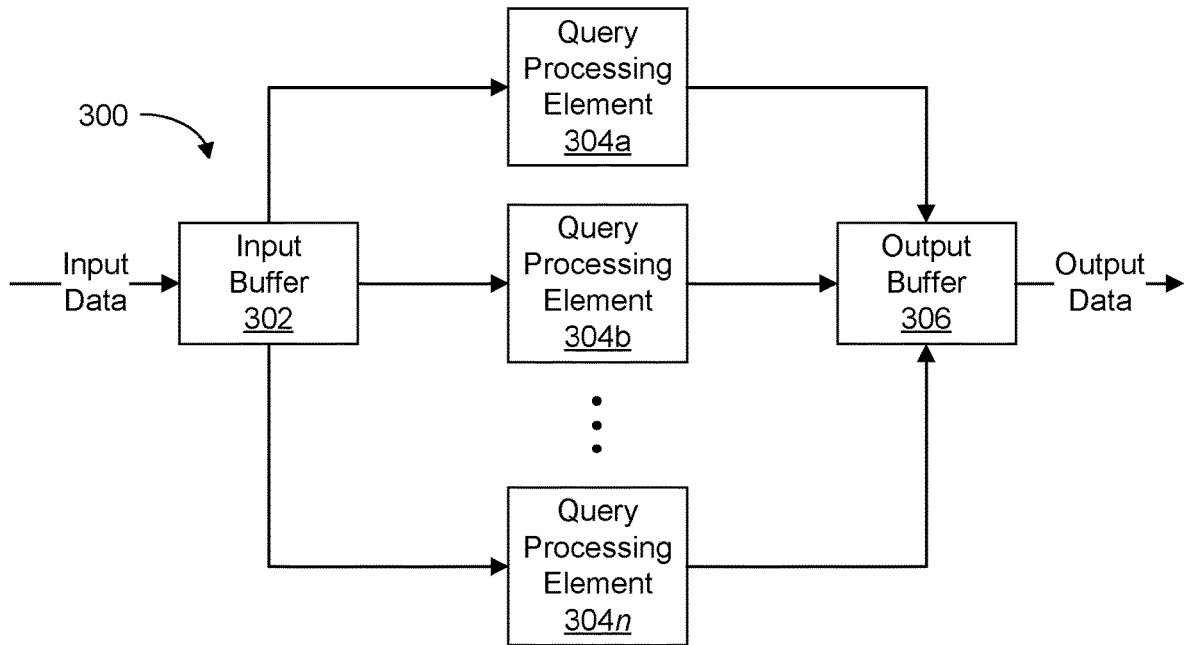 Query
Processing
Element
304a
300
Input
Data
Input
Buffer
302
Query
Processing
Element
304b
Output
Buffer
306
Output
Data
Query
Processing
Element
304n